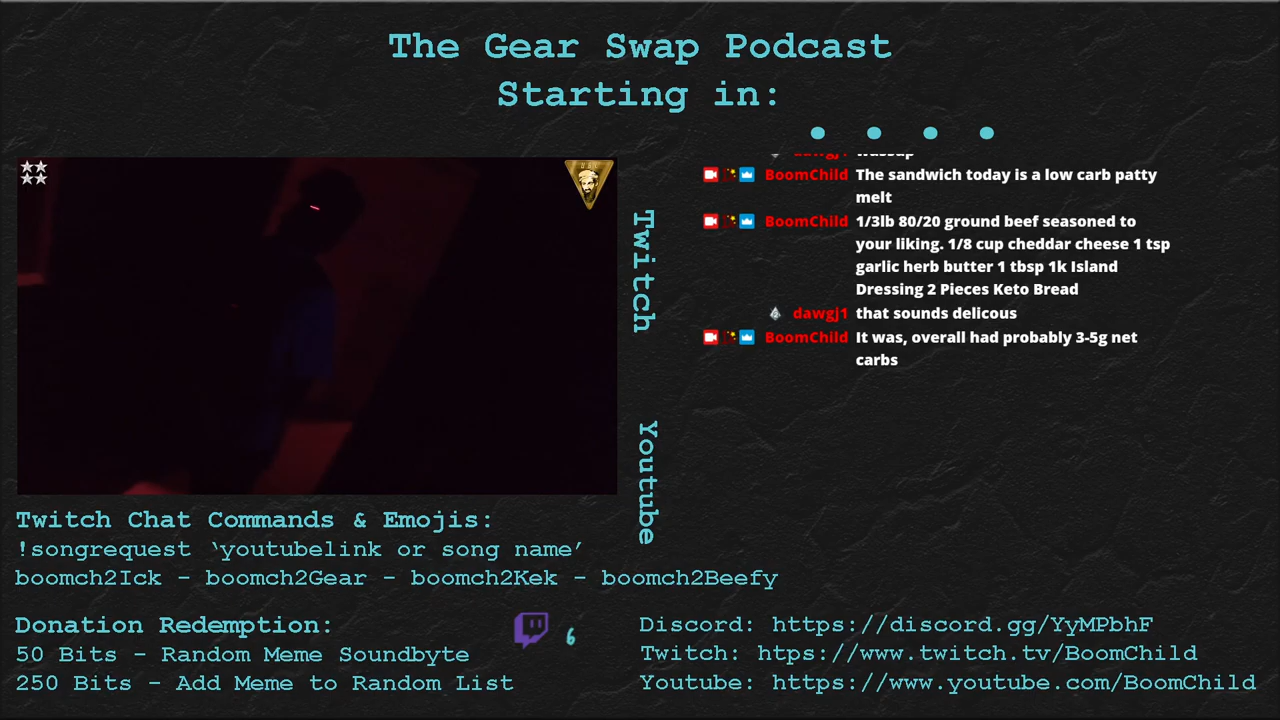 The Gear Swap Podcast
Starting in:
Twitch
Youtube
dawgj1 wassup
BoomChild The sandwich today is a low carb patty
melt
BoomChild 1/3lb 80/20 ground beef seasoned to
your liking. 1/8 cup cheddar cheese 1 tsp
garlic herb butter 1 tbsp 1k Island
Dressing 2 Pieces Keto Bread
dawgj1 that sounds delicous
BoomChild It was, overall had probably 3-5g net
carbs
Twitch Chat Commands & Emojis:
!songrequest ‘youtubelink or song name’
boomch2Ick - boomch2Gear - boomch2Kek - boomch2Beefy
Donation Redemption:
50 Bits - Random Meme Soundbyte
250 Bits - Add Meme to Random List
6
Discord: https://discord.gg/YyMPbhF
Twitch: htps://www.twitch.tv/BoomChild
Youtube: https://www.youtube.com/BoomChild